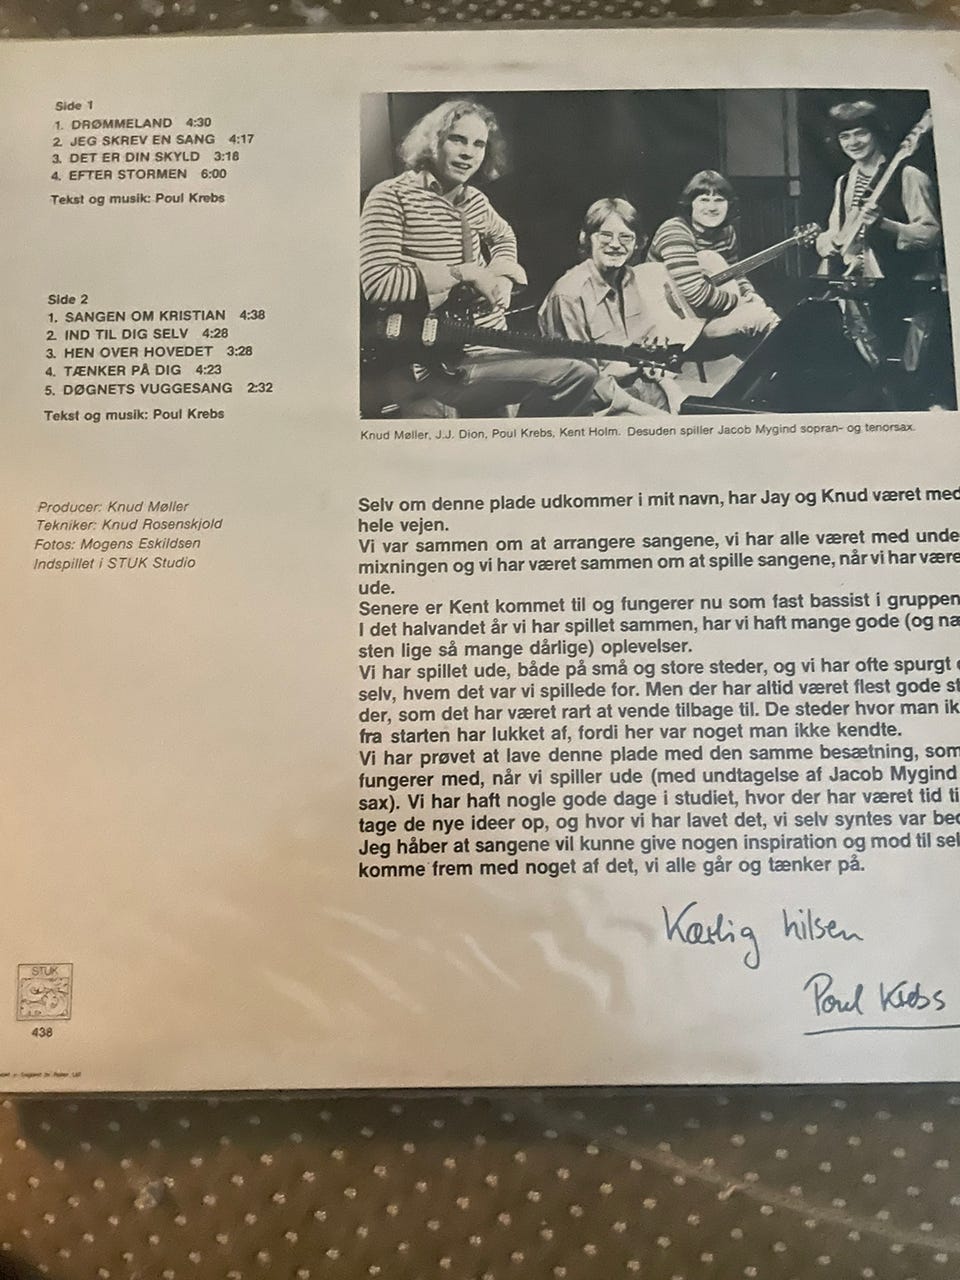 Side 1
1. DRØMMELAND 4:30
2. JEG SKREV EN SANG 4:17
3. DET ER DIN SKYLD 3:18
4. EFTER STORMEN 6:00
Tekst og musik: Poul Krebs
Side 2
1. SANGEN OM KRISTIAN 4:38
2. IND TIL DIG SELV 4:28
3. HEN OVER HOVEDET 3:28
4. TÆNKER PÅ DIG 4:23
5. DØGNETS VUGGESANG 2:32
Tekst og musik: Poul Krebs
Producer: Knud Møller
Tekniker: Knud Rosenskjold
Fotos: Mogens Eskildsen
Indspillet i STUK Studio
Knud Møller, J.J. Dion, Poul Krebs, Kent Holm. Desuden spiller Jacob Mygind sopran- og tenorsax.
Selv om denne plade udkommer i mit navn, har Jay og Knud været med
hele vejen.
Vi var sammen om at arrangere sangene, vi har alle været med unde
mixningen og vi har været sammen om at spille sangene, når vi har være
ude.
Senere er Kent kommet til og fungerer nu som fast bassist i gruppen
I det halvandet år vi har spillet sammen, har vi haft mange gode (og næ
sten lige så mange dårlige) oplevelser.
Vi har spillet ude, både på små og store steder, og vi har ofte spurgt
selv, hvem det var vi spillede for. Men der har altid været flest gode st
der, som det har været rart at vende tilbage til. De steder hvor man ik
fra starten har lukket af, fordi her var noget man ikke kendte.
Vi har prøvet at lave denne plade med den samme besætning, som
fungerer med, når vi spiller ude (med undtagelse af Jacob Mygind
sax). Vi har haft nogle gode dage i studiet, hvor der har været tid ti
tage de nye ideer op, og hvor vi har lavet det, vi selv syntes var bed
Jeg håber at sangene vil kunne give nogen inspiration og mod til sel
komme frem med noget af det, vi alle går og tænker på.
Kærlig hilsen
Poul Krebs
STUK
438